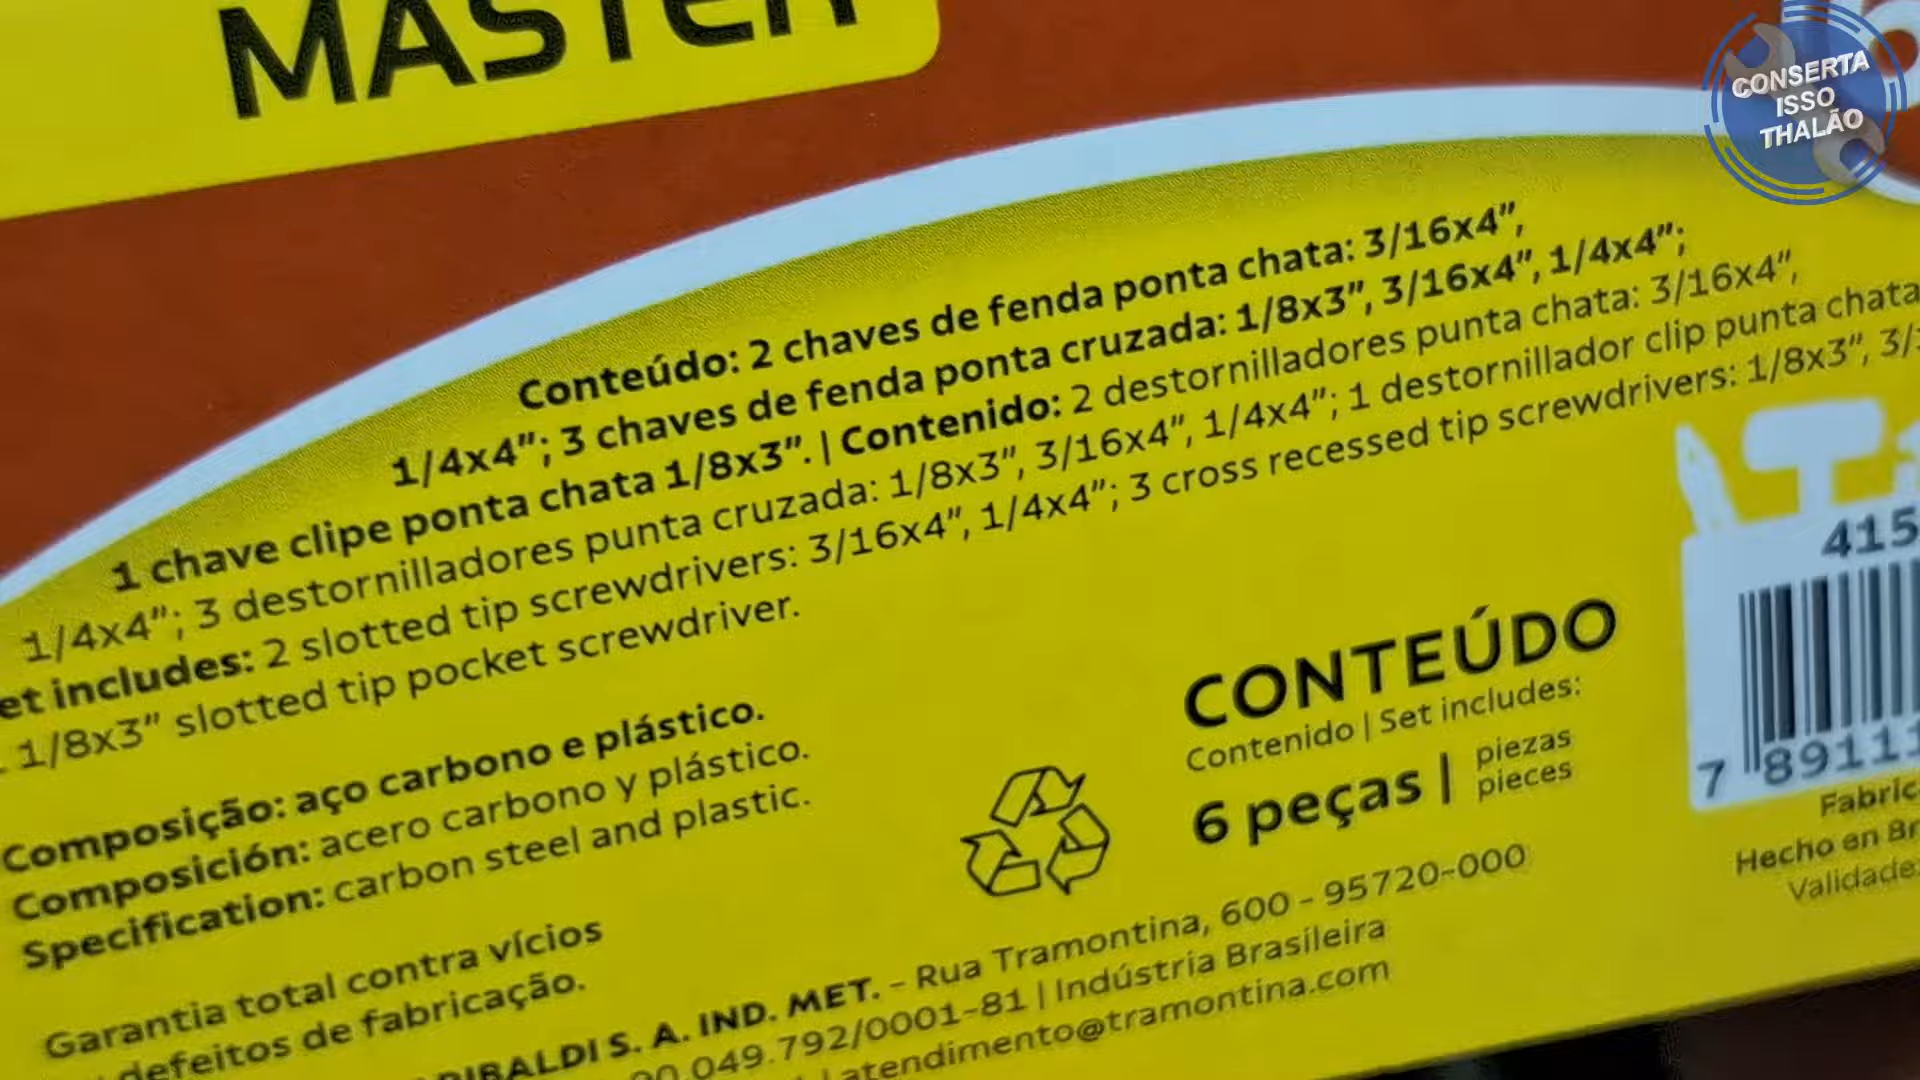 MASTER
CONSERTA
ISSO
THALÃO
Conteúdo: 2 chaves de fenda ponta chata: 3/16x4",
1/4x4"; 3 chaves de fenda ponta cruzada: 1/8x3", 3/16x4", 1/4x4";
1 chave clipe ponta chata 1/8x3". | Contenido: 2 destornilladores punta chata: 3/16x4",
1/4x4"; 3 destornilladores punta cruzada: 1/8x3", 3/16x4", 1/4x4"; 1 destornillador clip punta chata
et includes: 2 slotted tip screwdrivers: 3/16x4", 1/4x4"; 3 cross recessed tip screwdrivers: 1/8x3", 3/
1/8x3" slotted tip pocket screwdriver.
Composição: aço carbono e plástico.
Composición: acero carbono y plástico.
Specification: carbon steel and plastic.
Garantia total contra vícios
defeitos de fabricação.
CONTEÚDO
Contenido | Set includes:
6 peças | piezas
pieces
415
7 89111
Fabric
Hecho en Br
Validade:
RIBALDI S. A. IND. MET. - Rua Tramontina, 600 - 95720-000
90.049.792/0001-81 | Indústria Brasileira
| atendimento@tramontina.com